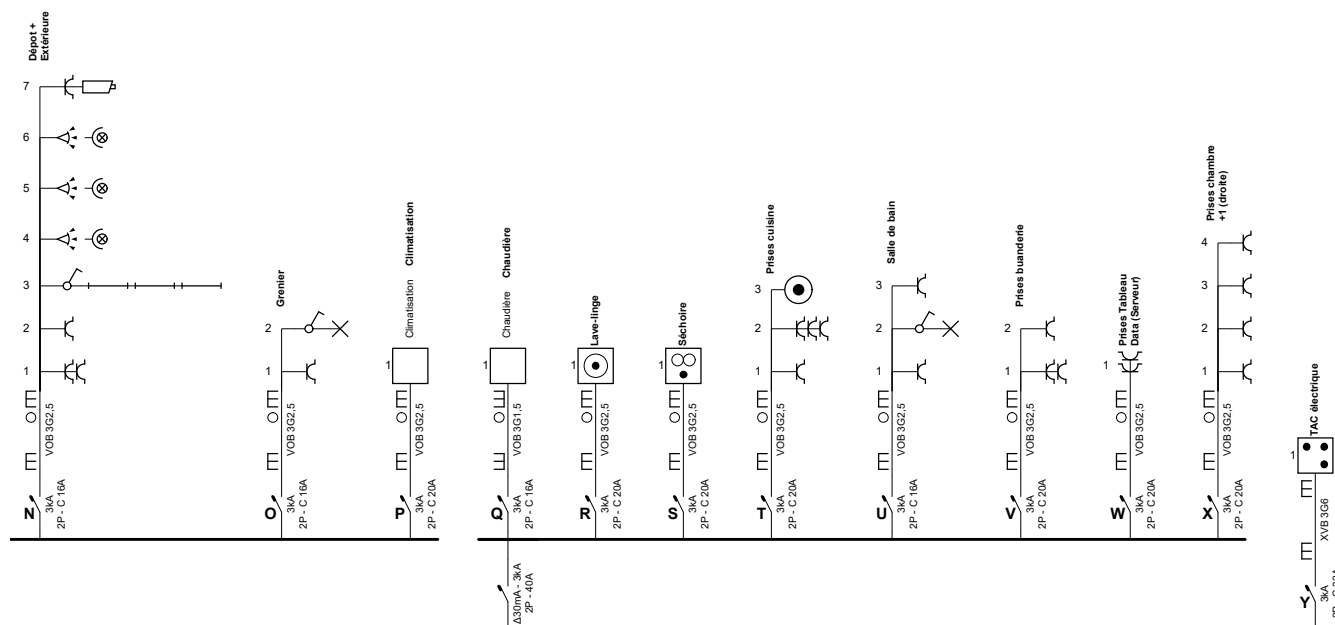 Dépot +
Extérieure
7
6
5
4
3
2
1
VOB 3G2,5
N
3kA
2P - C 16A
Grenier
2
1
VOB 3G2,5
O
3kA
2P - C 16A
Climatisation
Climatisation
1
VOB 3G2,5
P
3kA
2P - C 20A
Chaudière
Chaudière
1
VOB 3G1,5
Q
3kA
2P - C 16A
Δ30mA - 3kA
2P - 40A
Lave-linge
1
VOB 3G2,5
R
3kA
2P - C 20A
Séchoire
1
VOB 3G2,5
S
3kA
2P - C 20A
Prises cuisine
3
2
1
VOB 3G2,5
T
3kA
2P - C 20A
Salle de bain
3
2
1
VOB 3G2,5
U
3kA
2P - C 16A
Prises buanderie
2
1
VOB 3G2,5
V
3kA
2P - C 20A
Prises Tableau
Data (Serveur)
1
VOB 3G2,5
W
3kA
2P - C 20A
Prises chambre
+1 (droite)
4
3
2
1
VOB 3G2,5
X
3kA
2P - C 20A
TAC électrique
1
XVB 3G6
Y
3kA